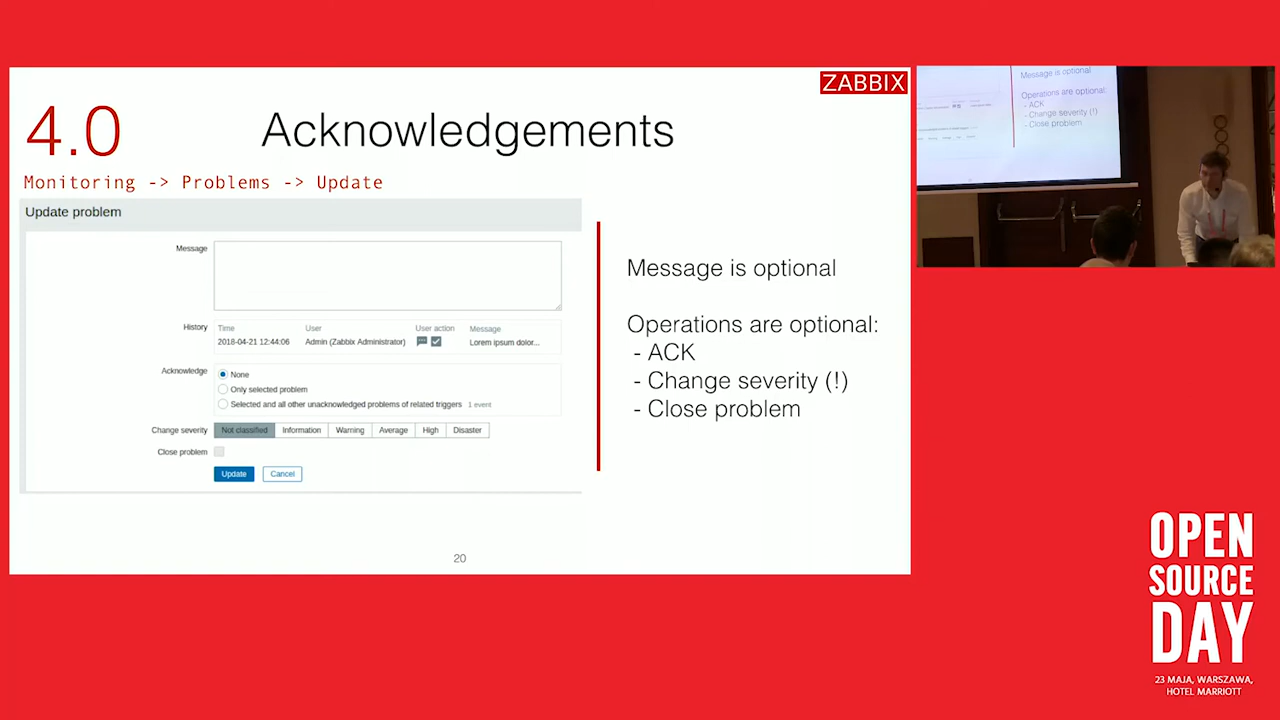 ZABBIX
4.0 Acknowledgements
Monitoring -> Problems -> Update
Update problem
Message
History
Time User User action Message
2018-04-21 12:44:06 Admin (Zabbix Administrator) Lorem ipsum dolor...
Acknowledge
None
Only selected problem
Selected and all other unacknowledged problems of related triggers 1 event
Change severity Not classified Information Warning Average High Disaster
Close problem
Update Cancel
Message is optional
Operations are optional:
- ACK
- Change severity (!)
- Close problem
20
Message is optional
Operations are optional:
- ACK
- Change severity (!)
- Close problem
OPEN
SOURCE
DAY
23 MAJA, WARSZAWA,
HOTEL MARRIOTT